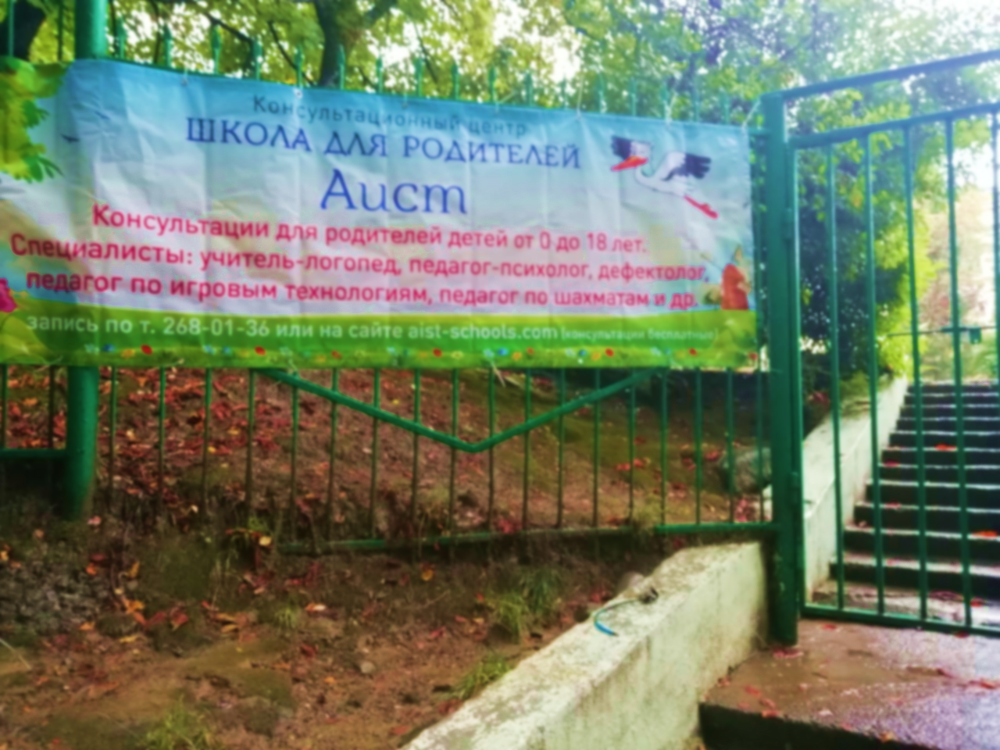 Консультационный центр
ШКОЛА ДЛЯ РОДИТЕЛЕЙ
Аист
Консультации для родителей детей от 0 до 18 лет.
Специалисты: учитель-логопед, педагог-психолог, дефектолог,
педагог по игровым технологиям, педагог по шахматам и др.
запись по т. 268-01-36 или на сайте aist-schools.com (консультации бесплатные)